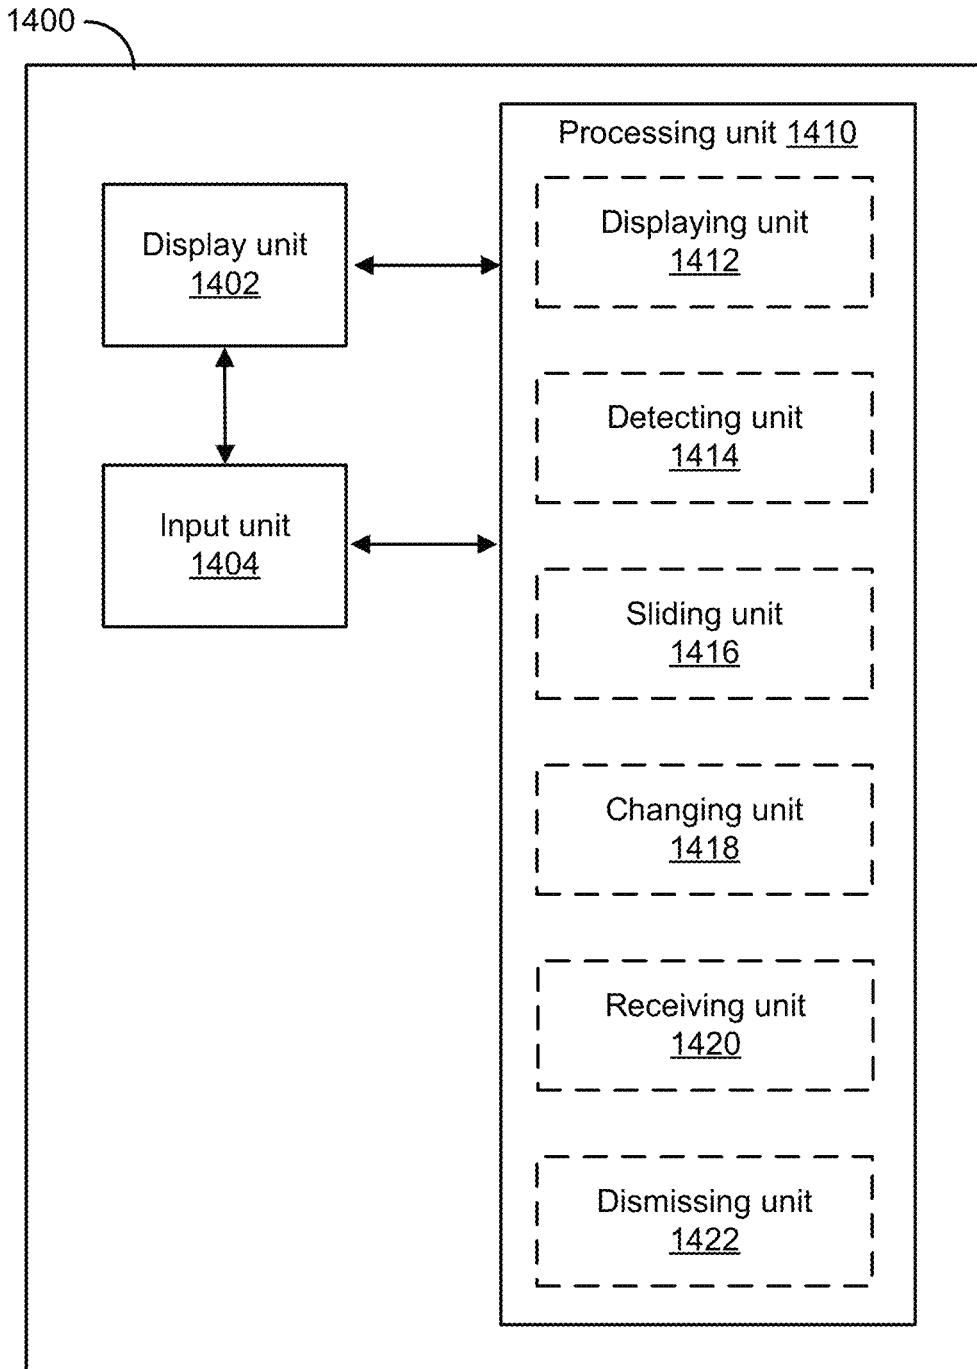 1400
Processing unit 1410
Display unit
1402
Input unit
1404
Displaying unit
1412
Detecting unit
1414
Sliding unit
1416
Changing unit
1418
Receiving unit
1420
Dismissing unit
1422